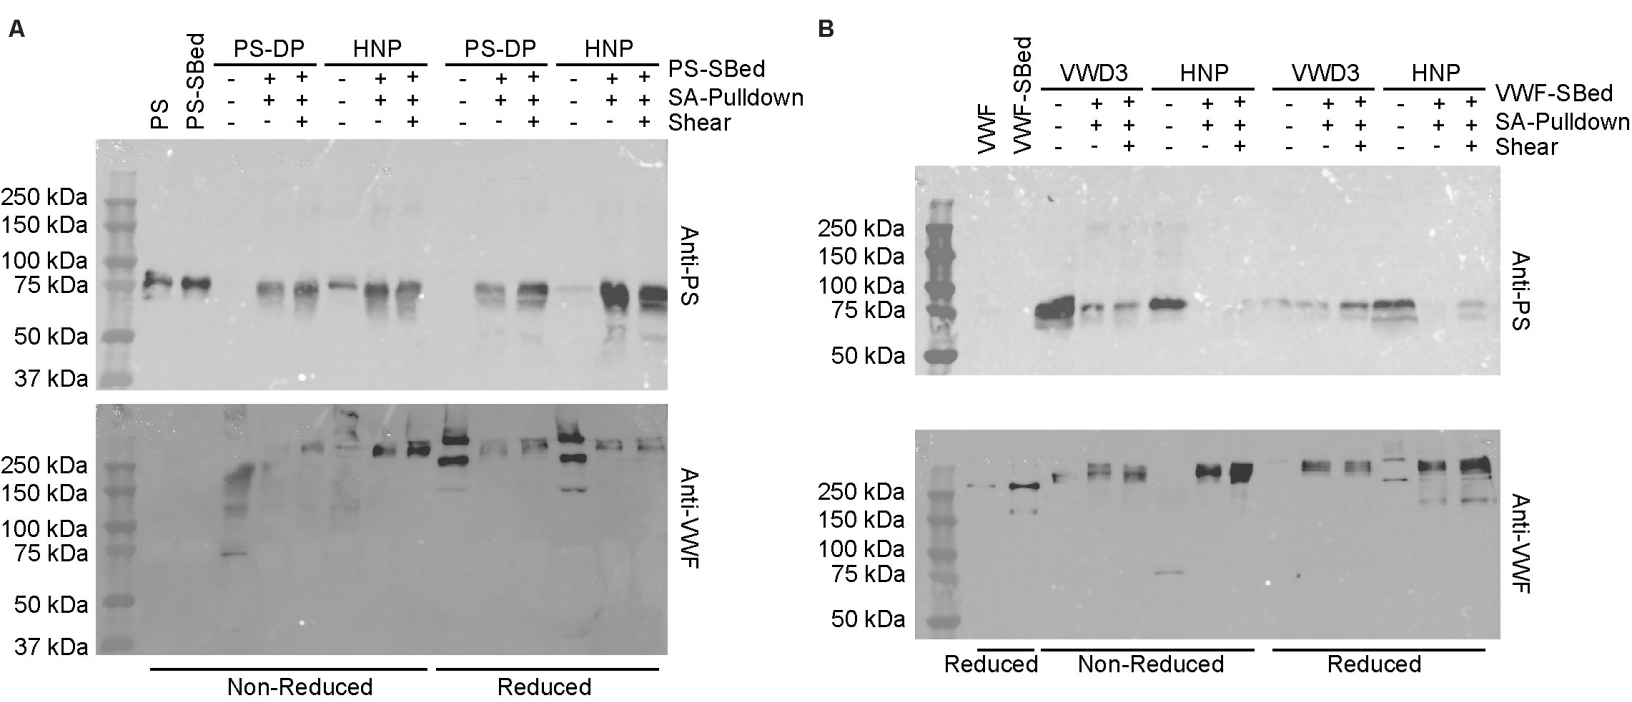 A
PS
PS-SBed
PS-DP HNP PS-DP HNP
- + + - + + - + + - + + PS-SBed
- + + - + + - + + - + + SA-Pulldown
- - + - - + - - + - - + Shear
250 kDa
150 kDa
100 kDa
75 kDa
50 kDa
37 kDa
Anti-PS
250 kDa
150 kDa
100 kDa
75 kDa
50 kDa
37 kDa
Anti-VWF
Non-Reduced Reduced
B
VWF
VWF-SBed
VWD3 HNP VWD3 HNP
- + + - + + - + + - + + VWF-SBed
- + + - + + - + + - + + SA-Pulldown
- - + - - + - - + - - + Shear
250 kDa
150 kDa
100 kDa
75 kDa
50 kDa
Anti-PS
250 kDa
150 kDa
100 kDa
75 kDa
50 kDa
Anti-VWF
Reduced Non-Reduced Reduced